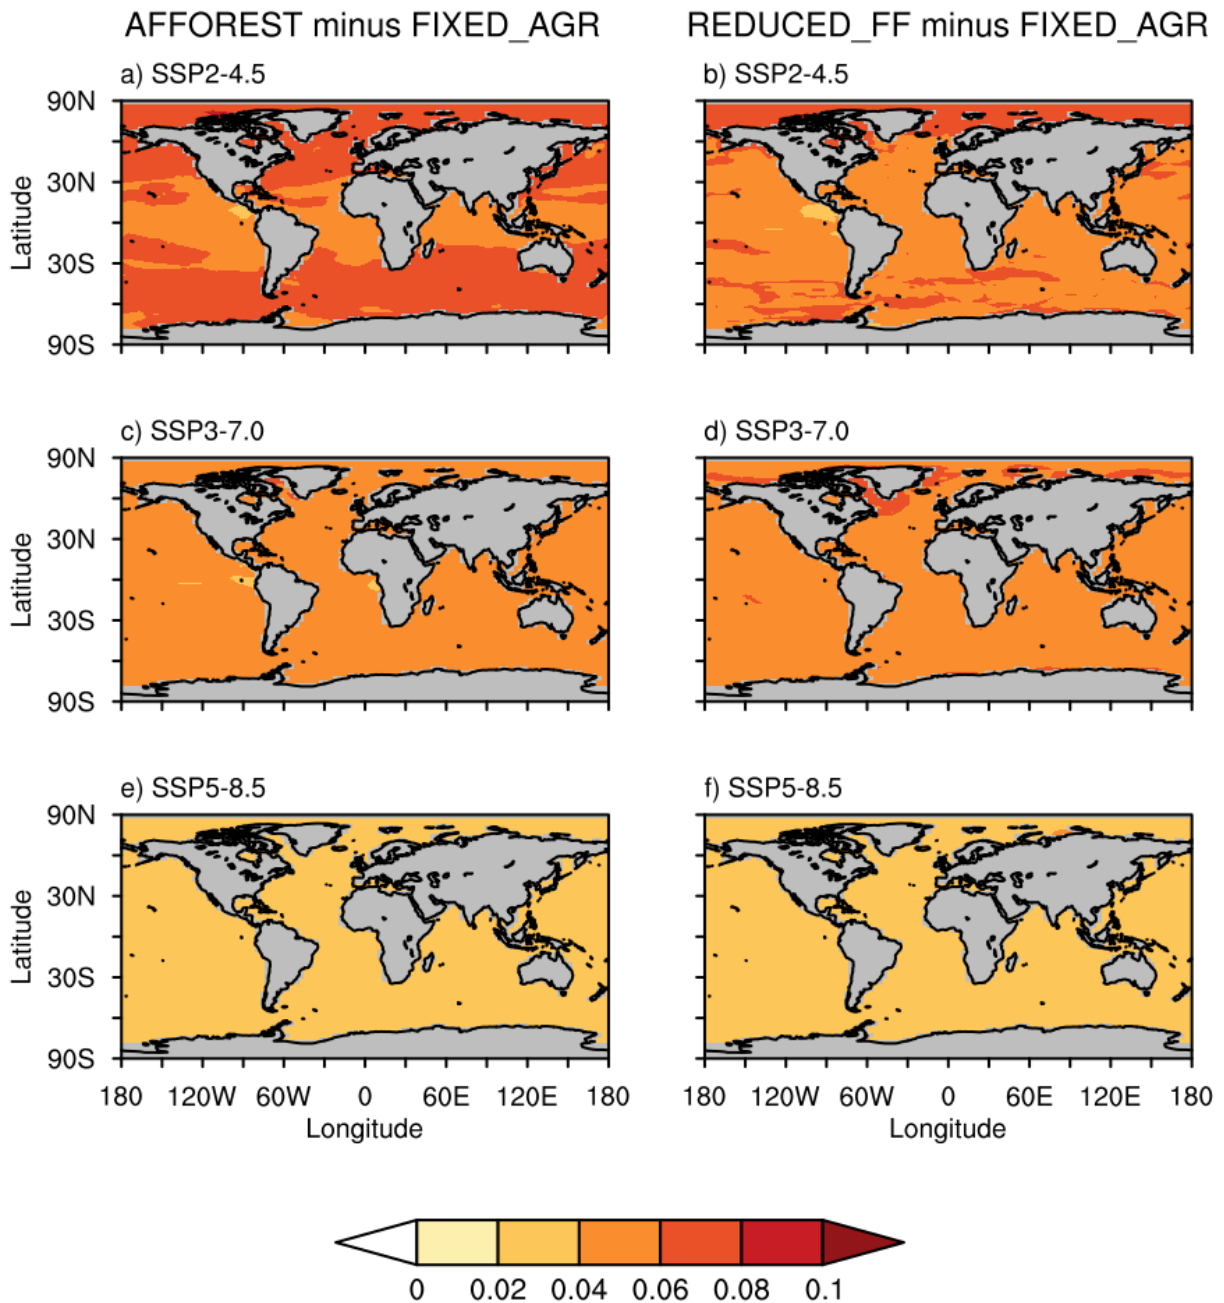 AFFOREST minus FIXED_AGR
REDUCED_FF minus FIXED_AGR
a) SSP2-4.5
b) SSP2-4.5
90N
30N
30S
90S
Latitude
c) SSP3-7.0
d) SSP3-7.0
90N
30N
30S
90S
Latitude
e) SSP5-8.5
f) SSP5-8.5
90N
30N
30S
90S
Latitude
180 120W 60W 0 60E 120E 180
180 120W 60W 0 60E 120E 180
Longitude
Longitude
0 0.02 0.04 0.06 0.08 0.1